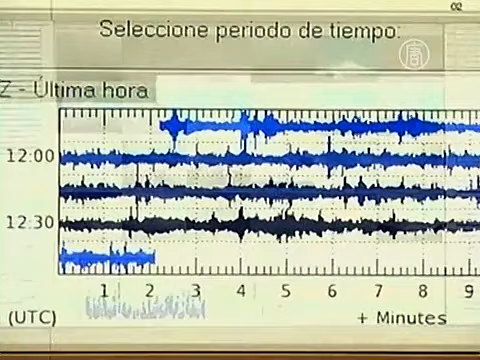 02
Seleccione periodo de tiempo:
Z - Última hora
12:00
12:30
1 2 3 4 5 6 7 8 9
(UTC)
+ Minutes